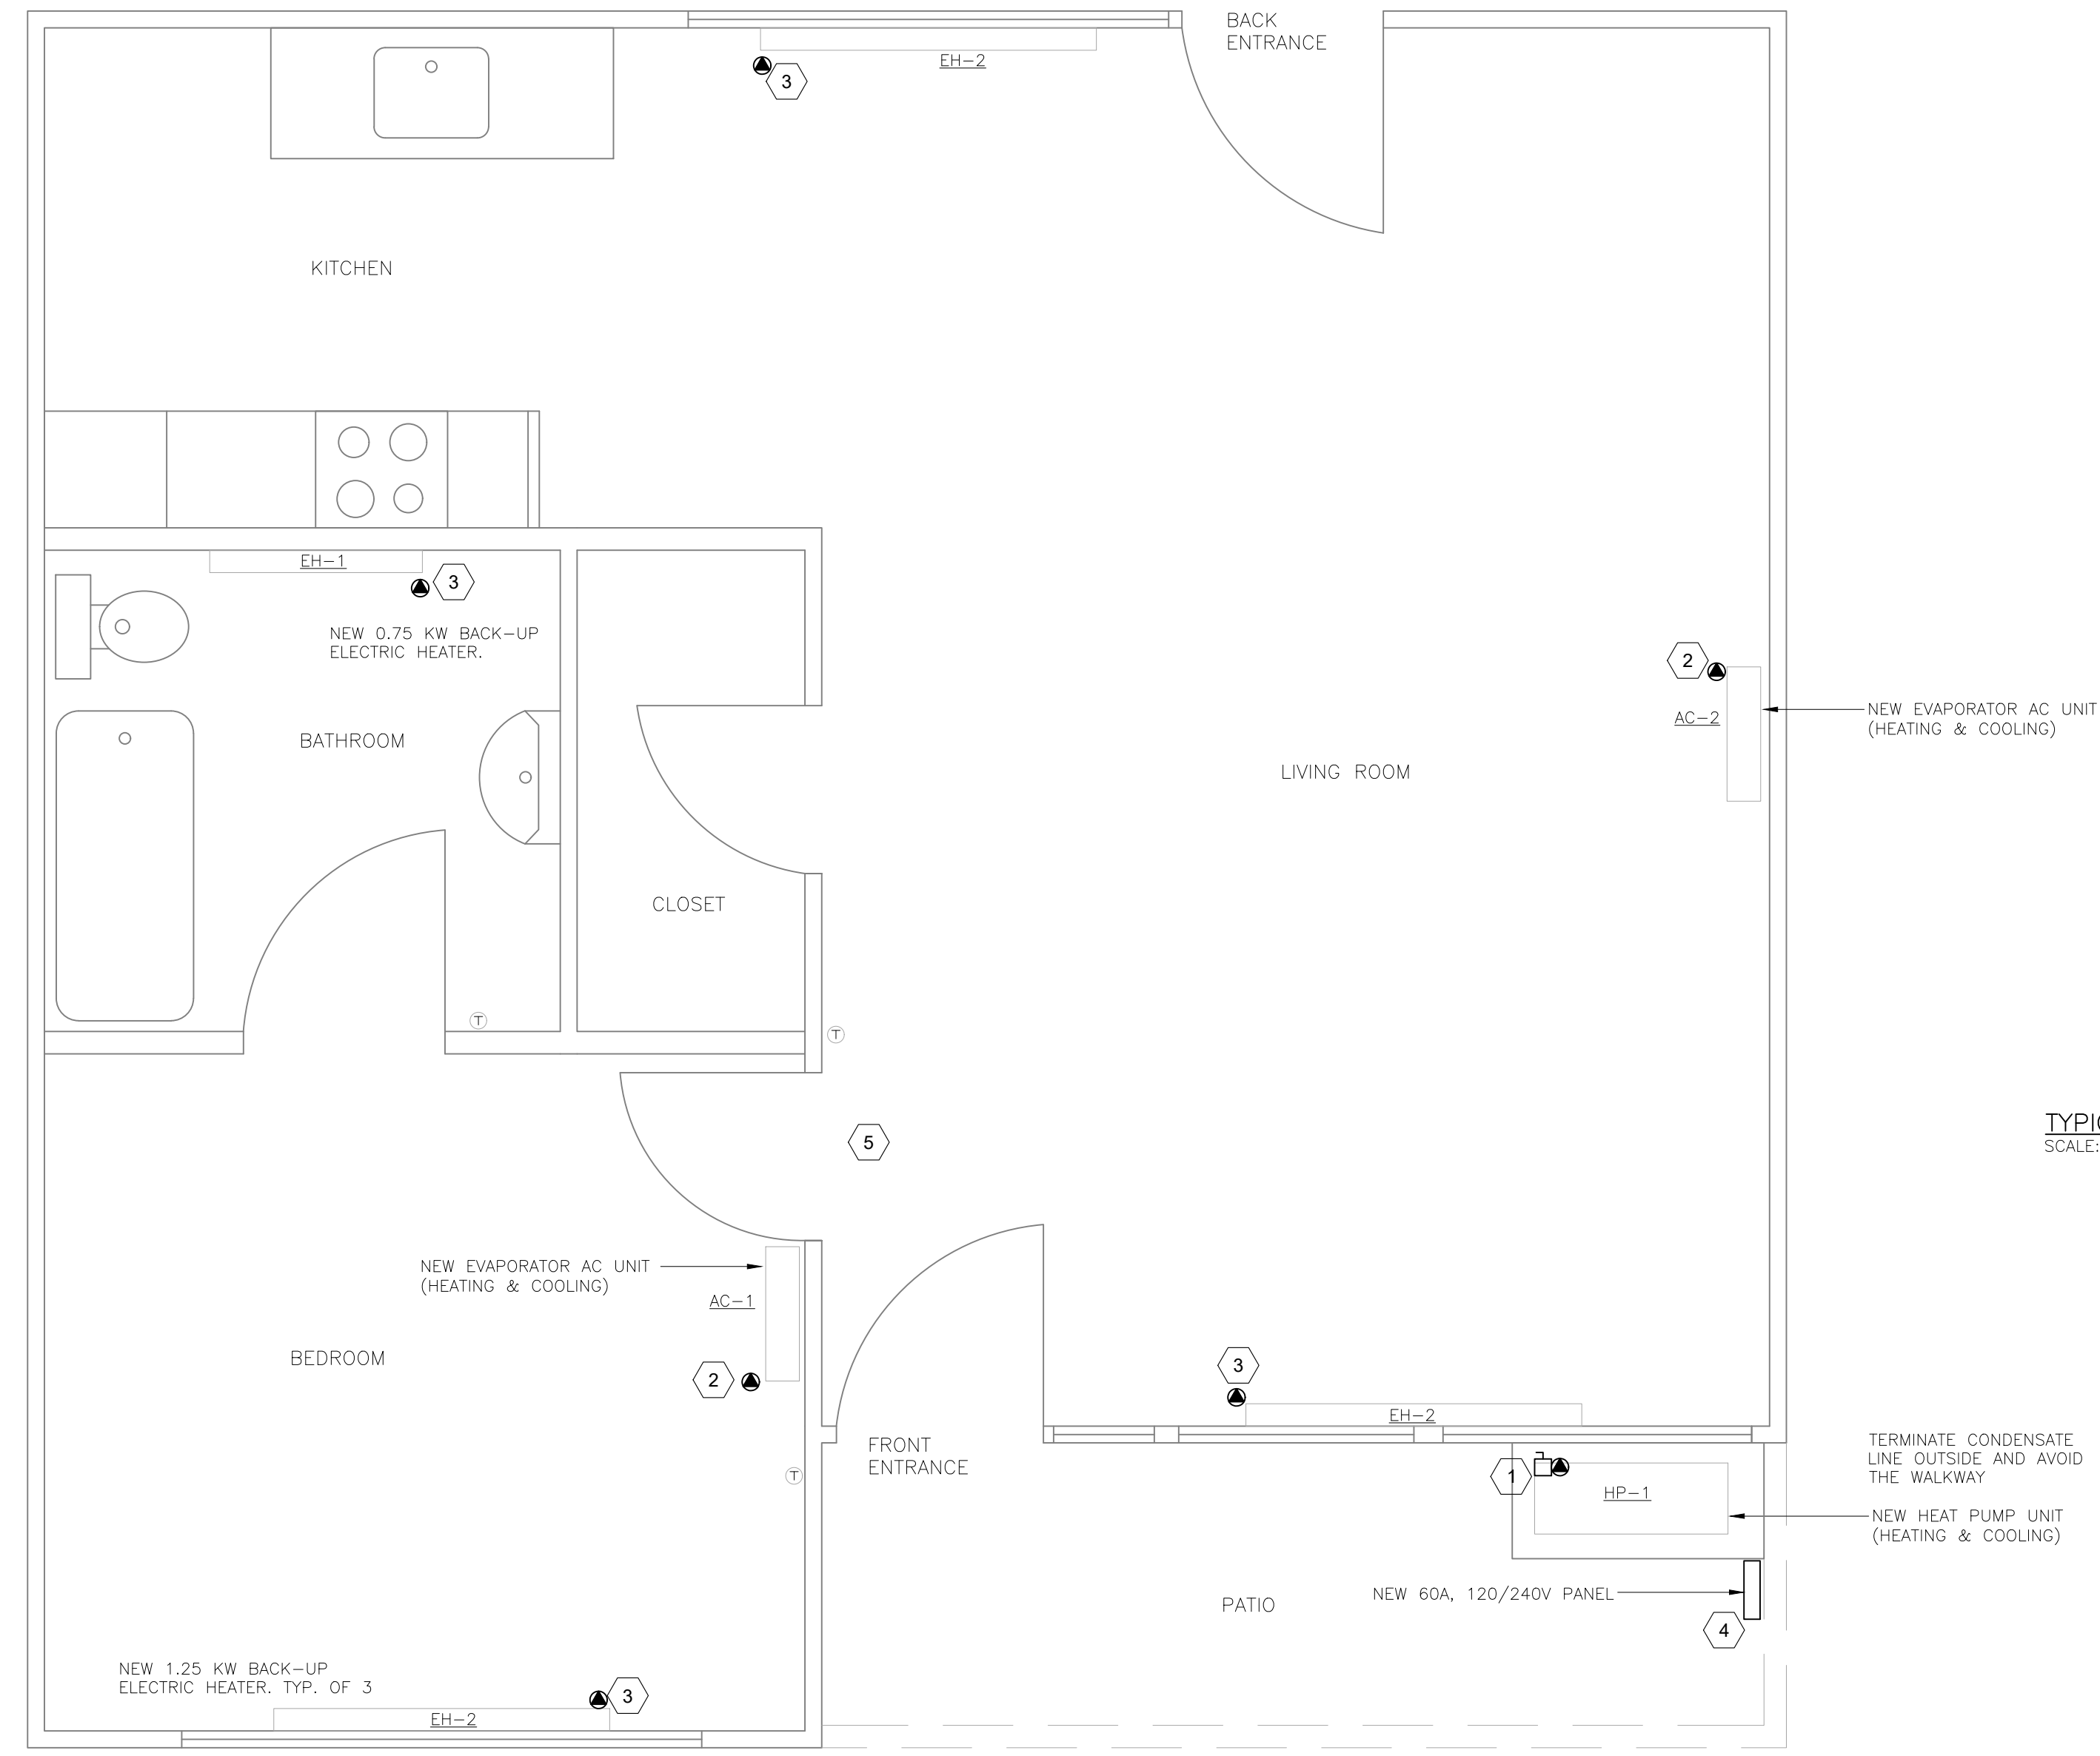 BACK
ENTRANCE
EH-2
3
KITCHEN
EH-1
3
NEW 0.75 KW BACK-UP
ELECTRIC HEATER.
2
AC-2
NEW EVAPORATOR AC UNIT
(HEATING & COOLING)
BATHROOM
LIVING ROOM
CLOSET
T
T
TYPI
SCALE:
5
NEW EVAPORATOR AC UNIT
(HEATING & COOLING)
AC-1
BEDROOM
2
3
EH-2
FRONT
ENTRANCE
T
TERMINATE CONDENSATE
LINE OUTSIDE AND AVOID
THE WALKWAY
1
HP-1
NEW HEAT PUMP UNIT
(HEATING & COOLING)
NEW 60A, 120/240V PANEL
PATIO
4
NEW 1.25 KW BACK-UP
ELECTRIC HEATER. TYP. OF 3
3
EH-2